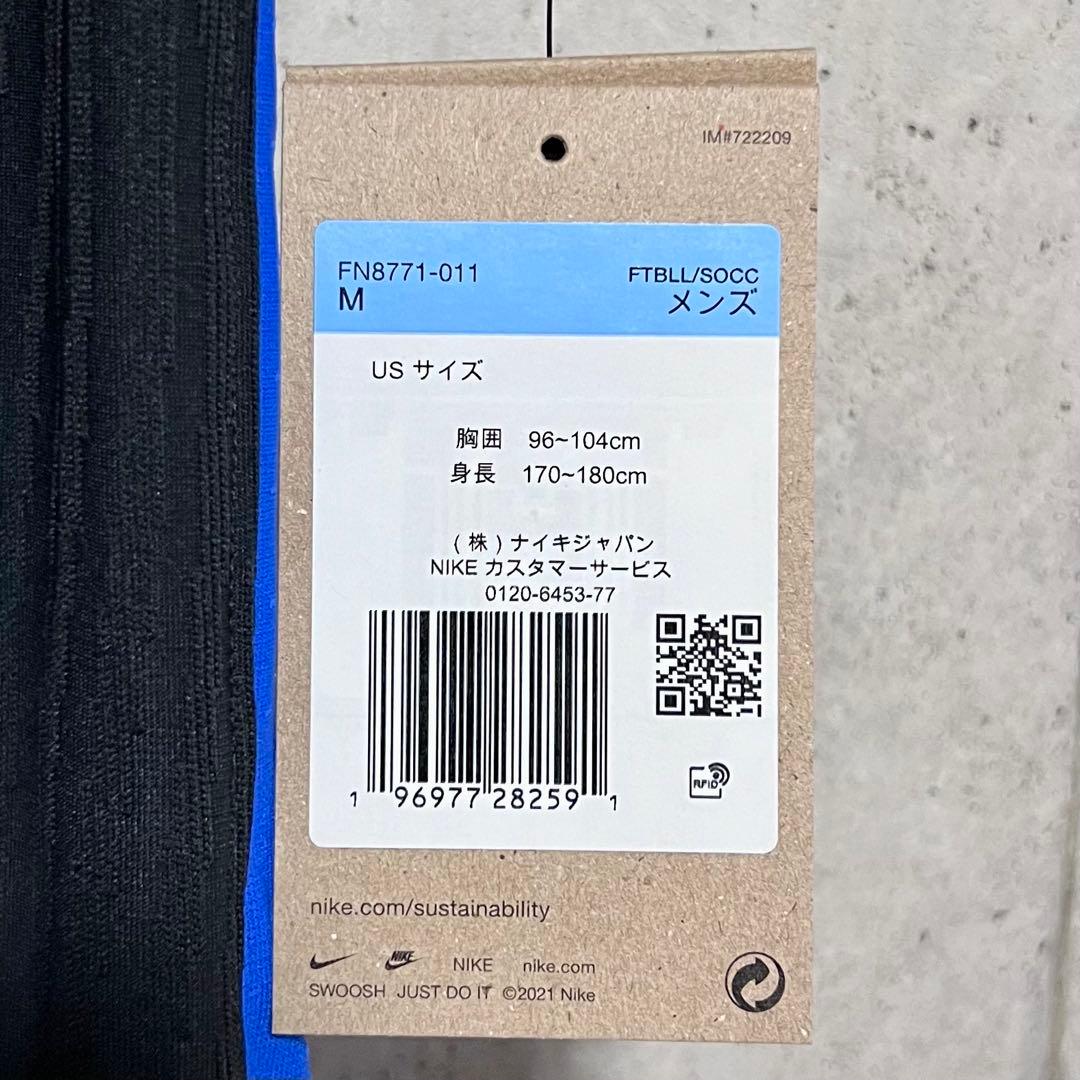 IM#722209
FN8771-011 FTBLL/SOCC
M メンズ
US サイズ
胸囲 96~104cm
身長 170~180cm
(株)ナイキジャパン
NIKE カスタマーサービス
0120-6453-77
1 96977 28259 1
RFID
nike.com/sustainability
NIKE NIKE nike.com
SWOOSH JUST DO IT ©2021 Nike